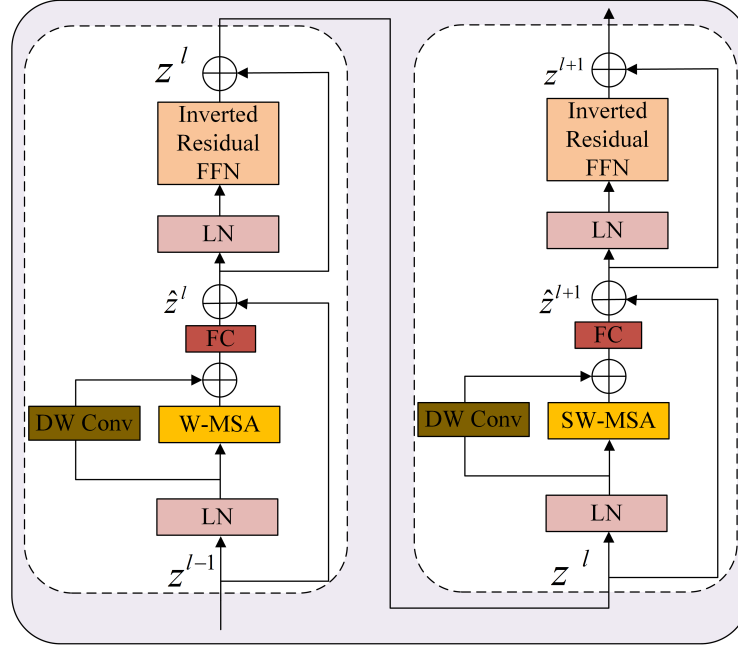 z^l
Inverted
Residual
FFN
LN
ẑ^l
FC
DW Conv
W-MSA
LN
z^{l-1}
z^{l+1}
Inverted
Residual
FFN
LN
ẑ^{l+1}
FC
DW Conv
SW-MSA
LN
z^l